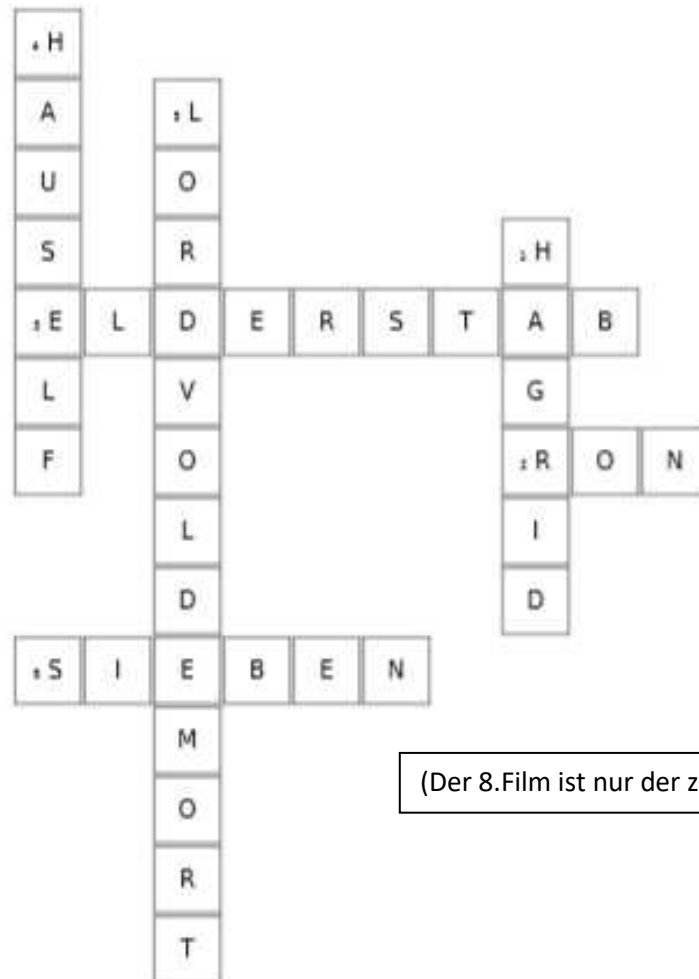 H
A L
U O
S R H
E L D E R S T A B
L V G
F O R O N
L I
D D
S I E B E N
M
(Der 8.Film ist nur der z
O
R
T